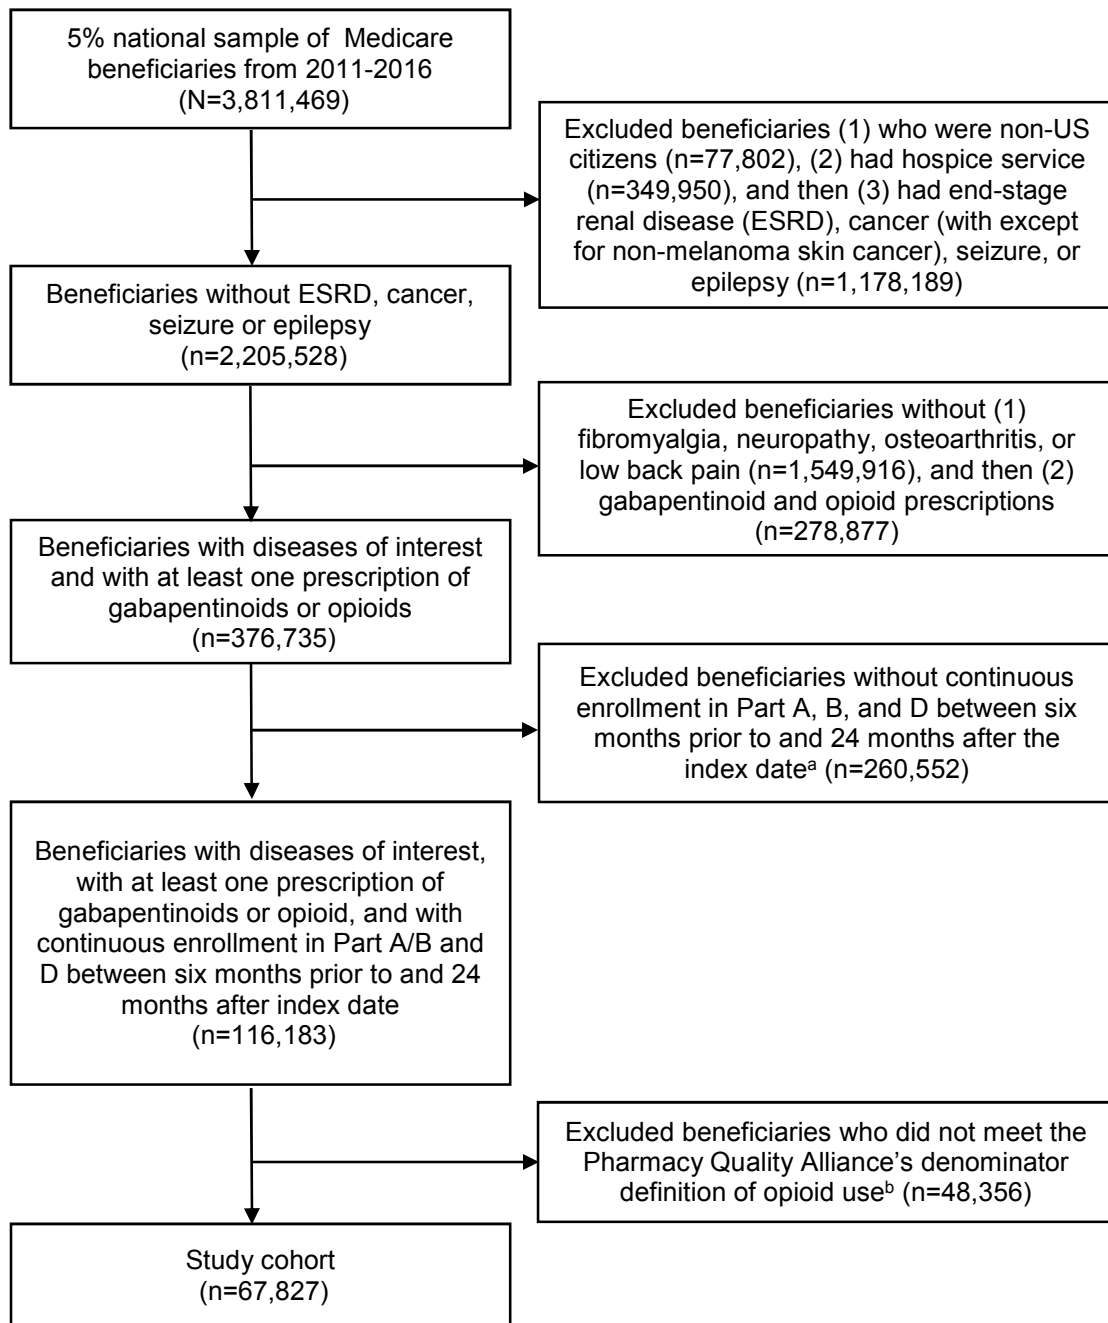 5% national sample of  Medicare
beneficiaries from 2011-2016
(N=3,811,469)
Excluded beneficiaries (1) who were non-US
citizens (n=77,802), (2) had hospice service
(n=349,950), and then (3) had end-stage
renal disease (ESRD), cancer (with except
for non-melanoma skin cancer), seizure, or
epilepsy (n=1,178,189)
Beneficiaries without ESRD, cancer,
seizure or epilepsy
(n=2,205,528)
Excluded beneficiaries without (1)
fibromyalgia, neuropathy, osteoarthritis, or
low back pain (n=1,549,916), and then (2)
gabapentinoid and opioid prescriptions
(n=278,877)
Beneficiaries with diseases of interest
and with at least one prescription of
gabapentinoids or opioids
(n=376,735)
Excluded beneficiaries without continuous
enrollment in Part A, B, and D between six
months prior to and 24 months after the
index dateᵃ (n=260,552)
Beneficiaries with diseases of interest,
with at least one prescription of
gabapentinoids or opioid, and with
continuous enrollment in Part A/B and
D between six months prior to and 24
months after index date
(n=116,183)
Excluded beneficiaries who did not meet the
Pharmacy Quality Alliance’s denominator
definition of opioid useᵇ (n=48,356)
Study cohort
(n=67,827)